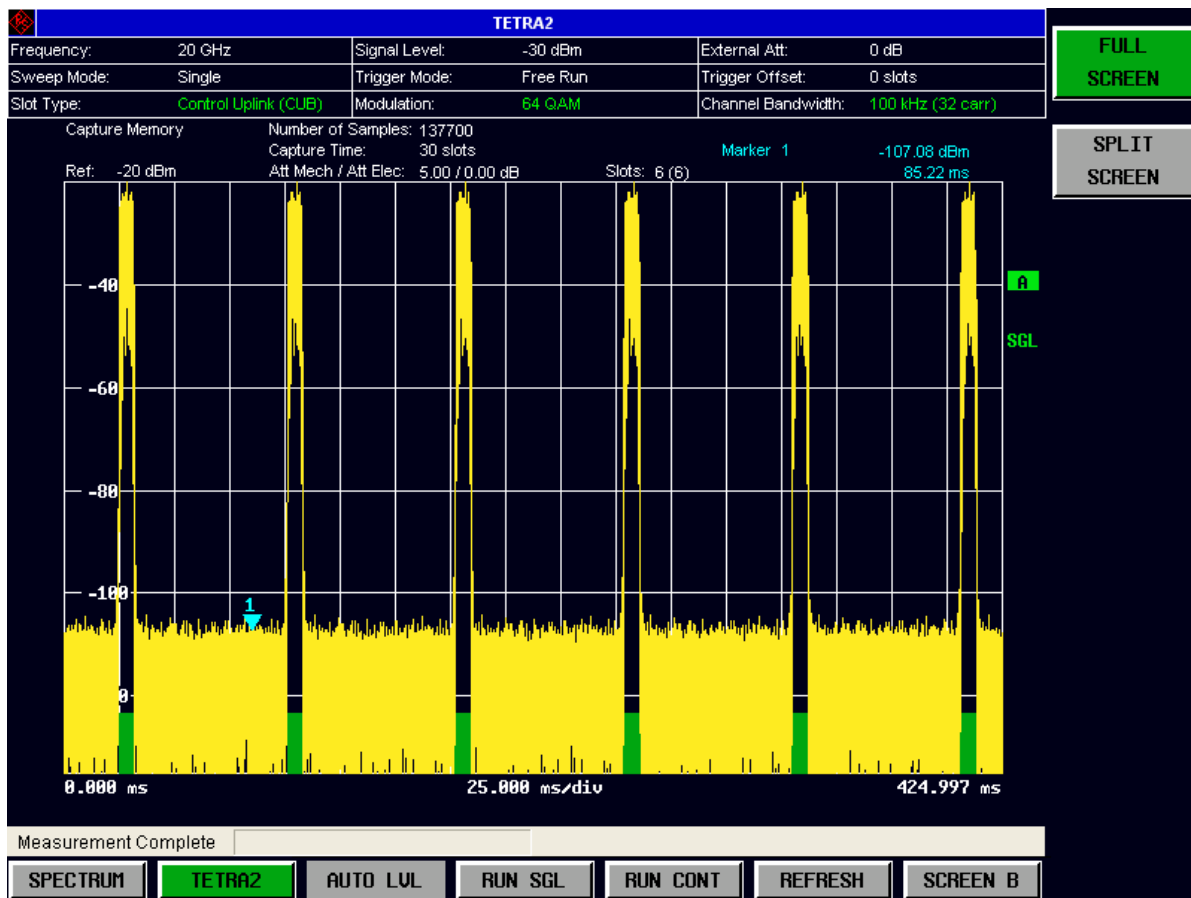 TETRA2
Frequency: 20 GHz Signal Level: -30 dBm External Att: 0 dB
Sweep Mode: Single Trigger Mode: Free Run Trigger Offset: 0 slots
Slot Type: Control Uplink (CUB) Modulation: 64 QAM Channel Bandwidth: 100 kHz (32 carr)
FULL
SCREEN
SPLIT
SCREEN
Capture Memory Number of Samples: 137700
Capture Time: 30 slots Marker 1 -107.08 dBm
Ref: -20 dBm Att Mech / Att Elec: 5.00 / 0.00 dB Slots: 6 (6) 85.22 ms
-40
A
SGL
-60
-80
-100
1
0.000 ms 25.000 ms/div 424.997 ms
Measurement Complete
SPECTRUM TETRA2 AUTO LVL RUN SGL RUN CONT REFRESH SCREEN B